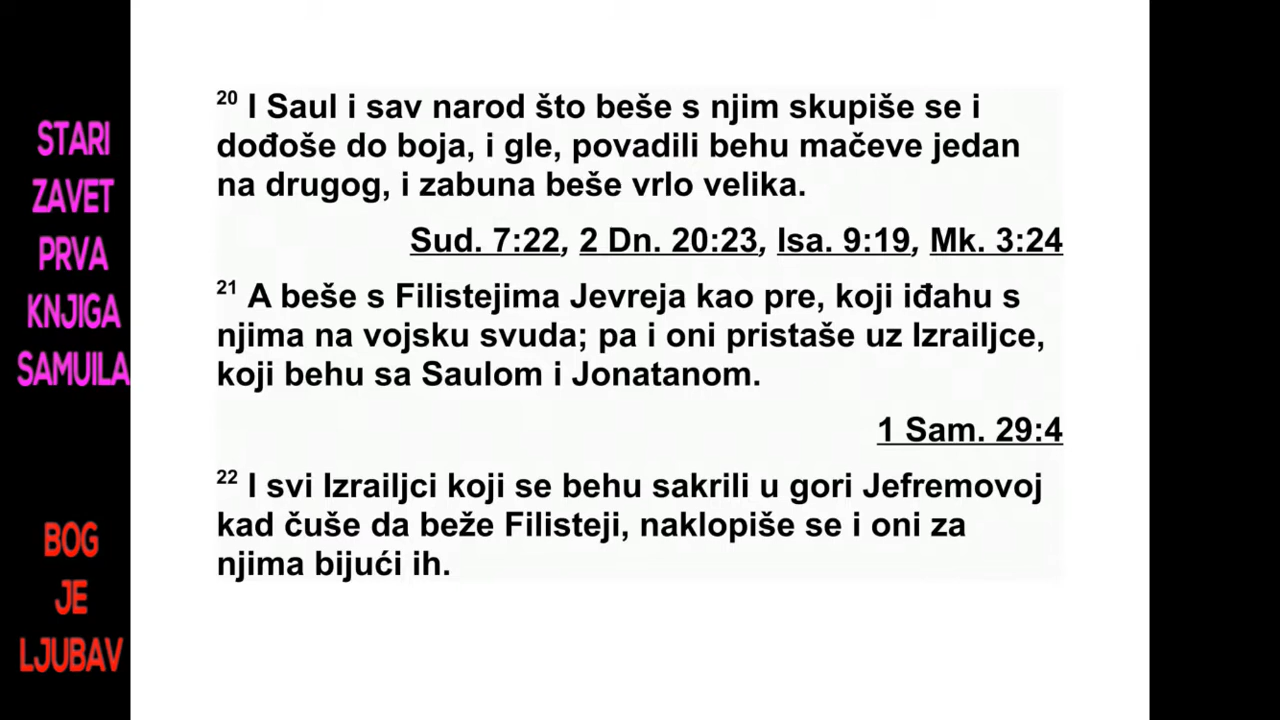 STARI
ZAVET
PRVA
KNJIGA
SAMUILA
BOG
JE
LJUBAV
20 I Saul i sav narod što beše s njim skupiše se i
dođoše do boja, i gle, povadili behu mačeve jedan
na drugog, i zabuna beše vrlo velika.
Sud. 7:22, 2 Dn. 20:23, Isa. 9:19, Mk. 3:24
21 A beše s Filistejima Jevreja kao pre, koji iđahu s
njima na vojsku svuda; pa i oni pristaše uz Izrailjce,
koji behu sa Saulom i Jonatanom.
1 Sam. 29:4
22 I svi Izrailjci koji se behu sakrili u gori Jefremovoj
kad čuše da beže Filisteji, naklopiše se i oni za
njima bijući ih.